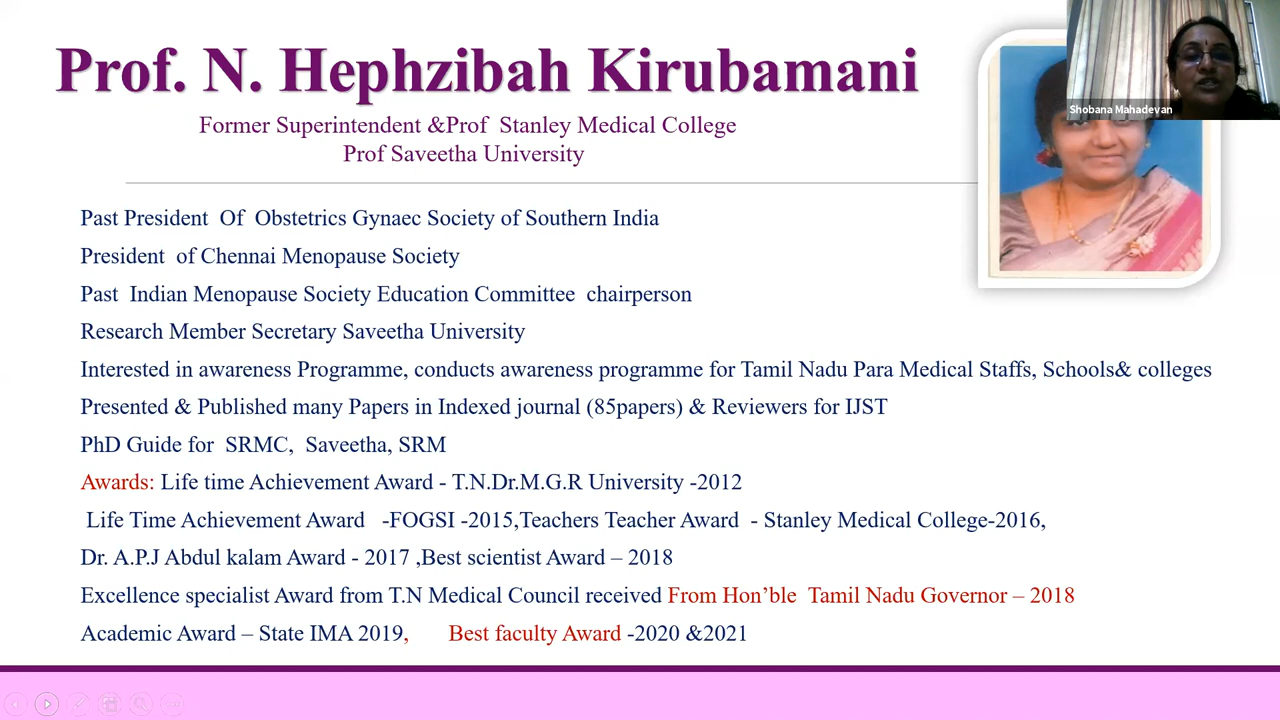 Prof. N. Hephzibah Kirubamani
Former Superintendent &Prof Stanley Medical College
Prof Saveetha University
Shobana Mahadevan
Past President Of Obstetrics Gynaec Society of Southern India
President of Chennai Menopause Society
Past Indian Menopause Society Education Committee chairperson
Research Member Secretary Saveetha University
Interested in awareness Programme, conducts awareness programme for Tamil Nadu Para Medical Staffs, Schools& colleges
Presented & Published many Papers in Indexed journal (85papers) & Reviewers for IJST
PhD Guide for SRMC, Saveetha, SRM
Awards: Life time Achievement Award - T.N.Dr.M.G.R University -2012
Life Time Achievement Award -FOGSI -2015,Teachers Teacher Award - Stanley Medical College-2016,
Dr. A.P.J Abdul kalam Award - 2017 ,Best scientist Award – 2018
Excellence specialist Award from T.N Medical Council received From Hon’ble Tamil Nadu Governor – 2018
Academic Award – State IMA 2019, Best faculty Award -2020 &2021